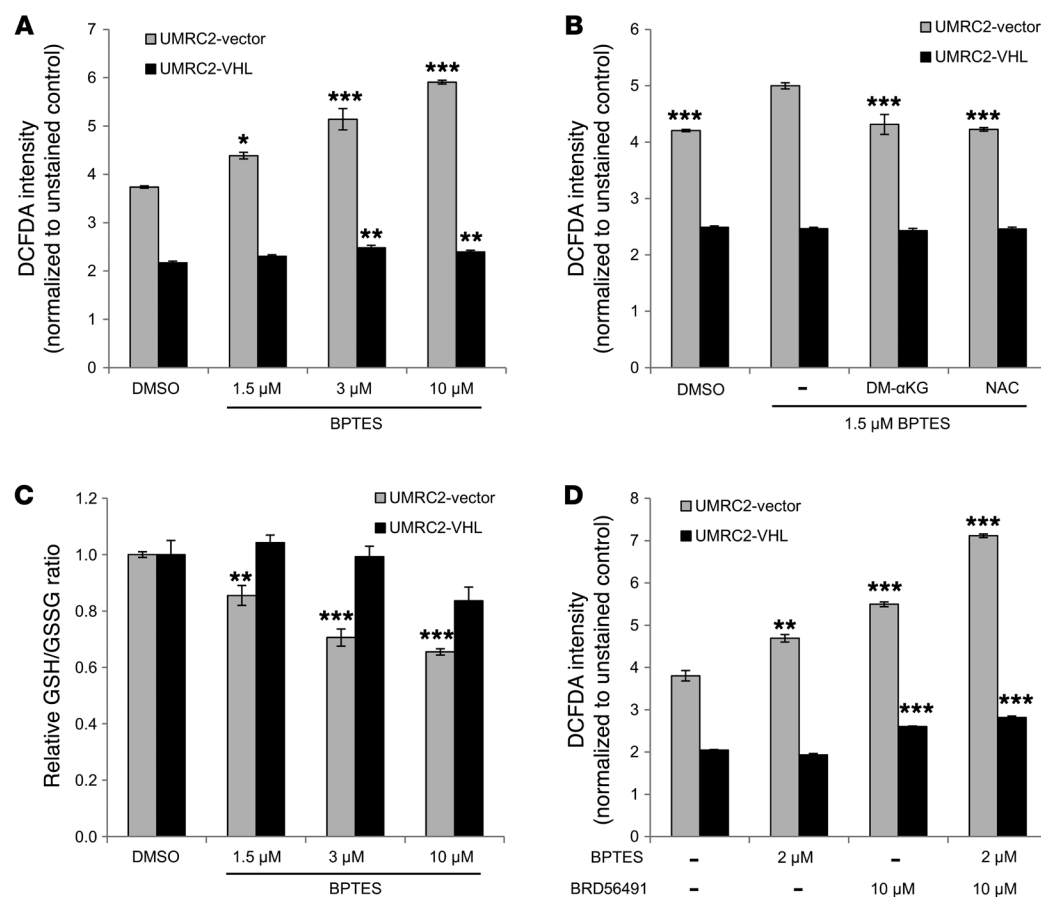 A
DCFDA intensity
(normalized to unstained control)
7
6
5
4
3
2
1
0
UMRC2-vector
UMRC2-VHL
*
***
***
**
**
DMSO
1.5 µM
3 µM
10 µM
BPTES
B
DCFDA intensity
(normalized to unstained control)
6
5
4
3
2
1
0
UMRC2-vector
UMRC2-VHL
***
***
***
DMSO
-
DM-αKG
NAC
1.5 µM BPTES
C
Relative GSH/GSSG ratio
1.2
1.0
0.8
0.6
0.4
0.2
0.0
UMRC2-vector
UMRC2-VHL
**
***
***
DMSO
1.5 µM
3 µM
10 µM
BPTES
D
DCFDA intensity
(normalized to unstained control)
8
7
6
5
4
3
2
1
0
UMRC2-vector
UMRC2-VHL
**
***
***
***
***
BPTES - 2 µM - 2 µM
BRD56491 - - 10 µM 10 µM